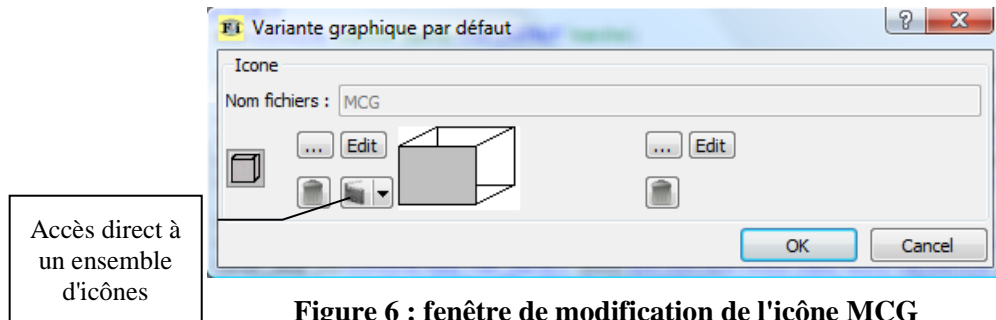 Fi Variante graphique par défaut
Icone
Nom fichiers : MCG
... Edit
... Edit
OK Cancel
Accès direct à
un ensemble
d'icônes
Figure 6 : fenêtre de modification de l'icône MCG